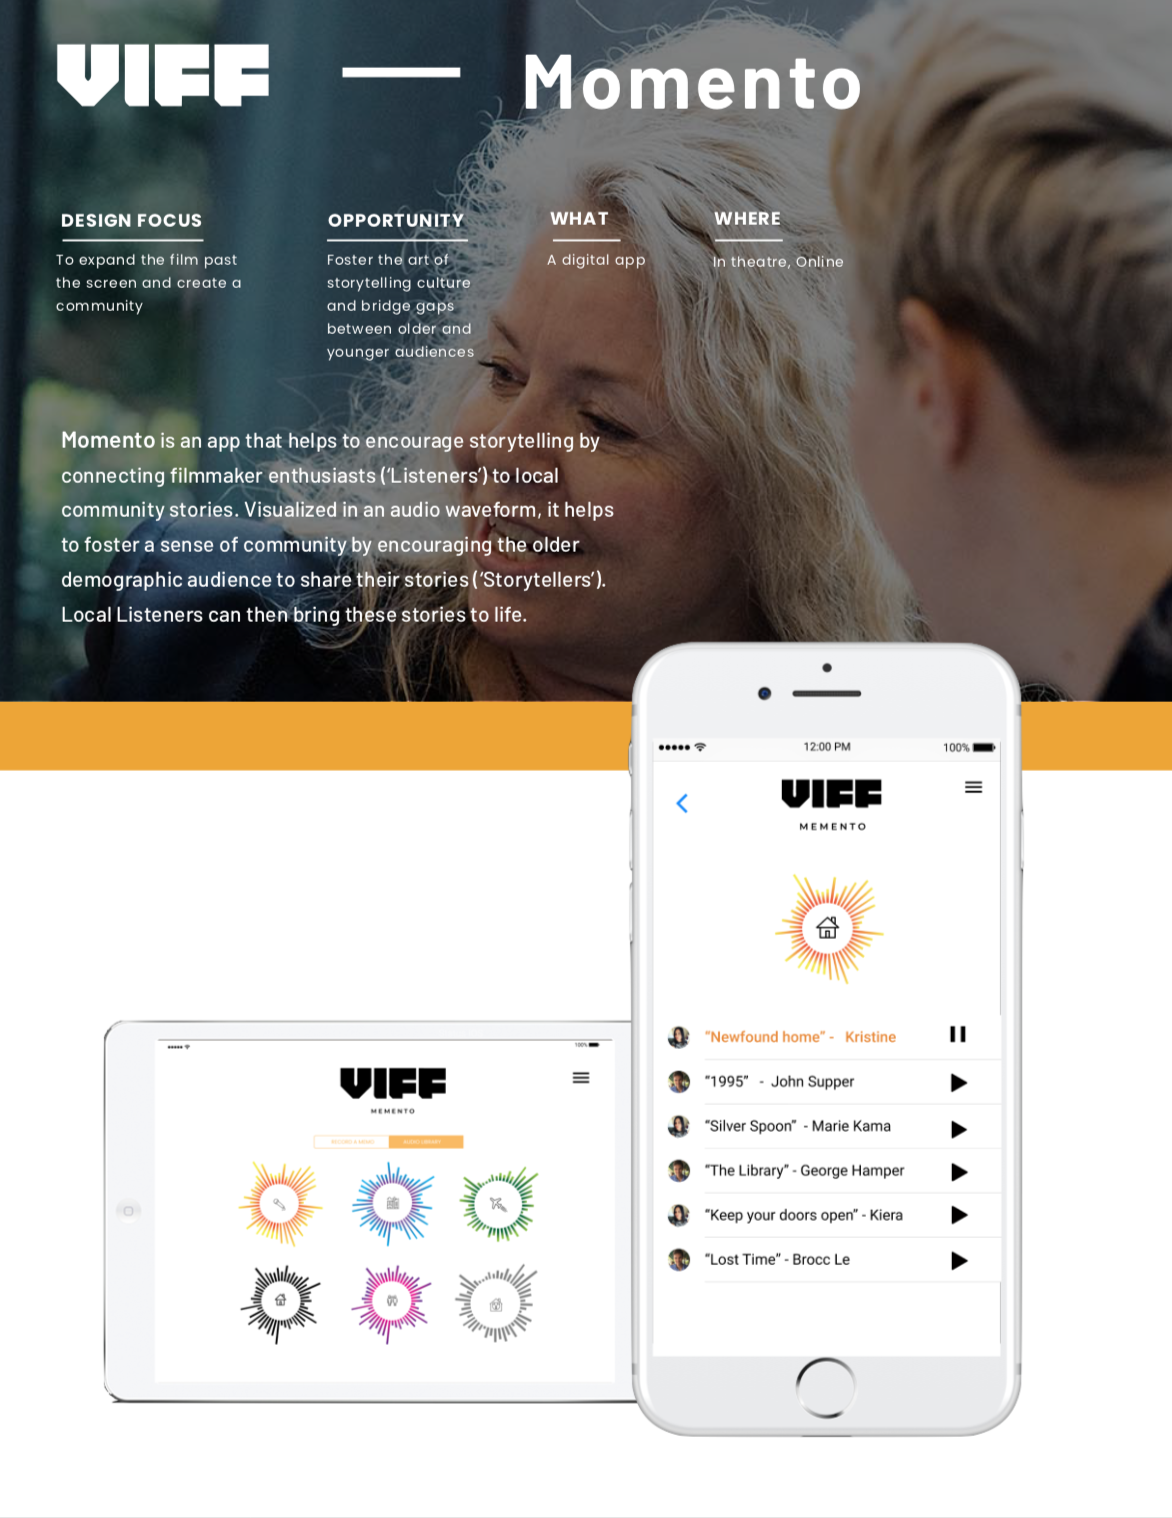 VIFF — Momento
DESIGN FOCUS
To expand the film past
the screen and create a
community
OPPORTUNITY
Foster the art of
storytelling culture
and bridge gaps
between older and
younger audiences
WHAT
A digital app
WHERE
In theatre, Online
Momento is an app that helps to encourage storytelling by
connecting filmmaker enthusiasts (‘Listeners’) to local
community stories. Visualized in an audio waveform, it helps
to foster a sense of community by encouraging the older
demographic audience to share their stories (‘Storytellers’).
Local Listeners can then bring these stories to life.
12:00 PM
100%
VIFF
MEMENTO
“Newfound home” - Kristine
“1995” - John Supper
“Silver Spoon” - Marie Kama
“The Library” - George Hamper
“Keep your doors open” - Kiera
“Lost Time” - Brocc Le
100%
VIFF
MEMENTO
RECORD A MEMO
AUDIO LIBRARY